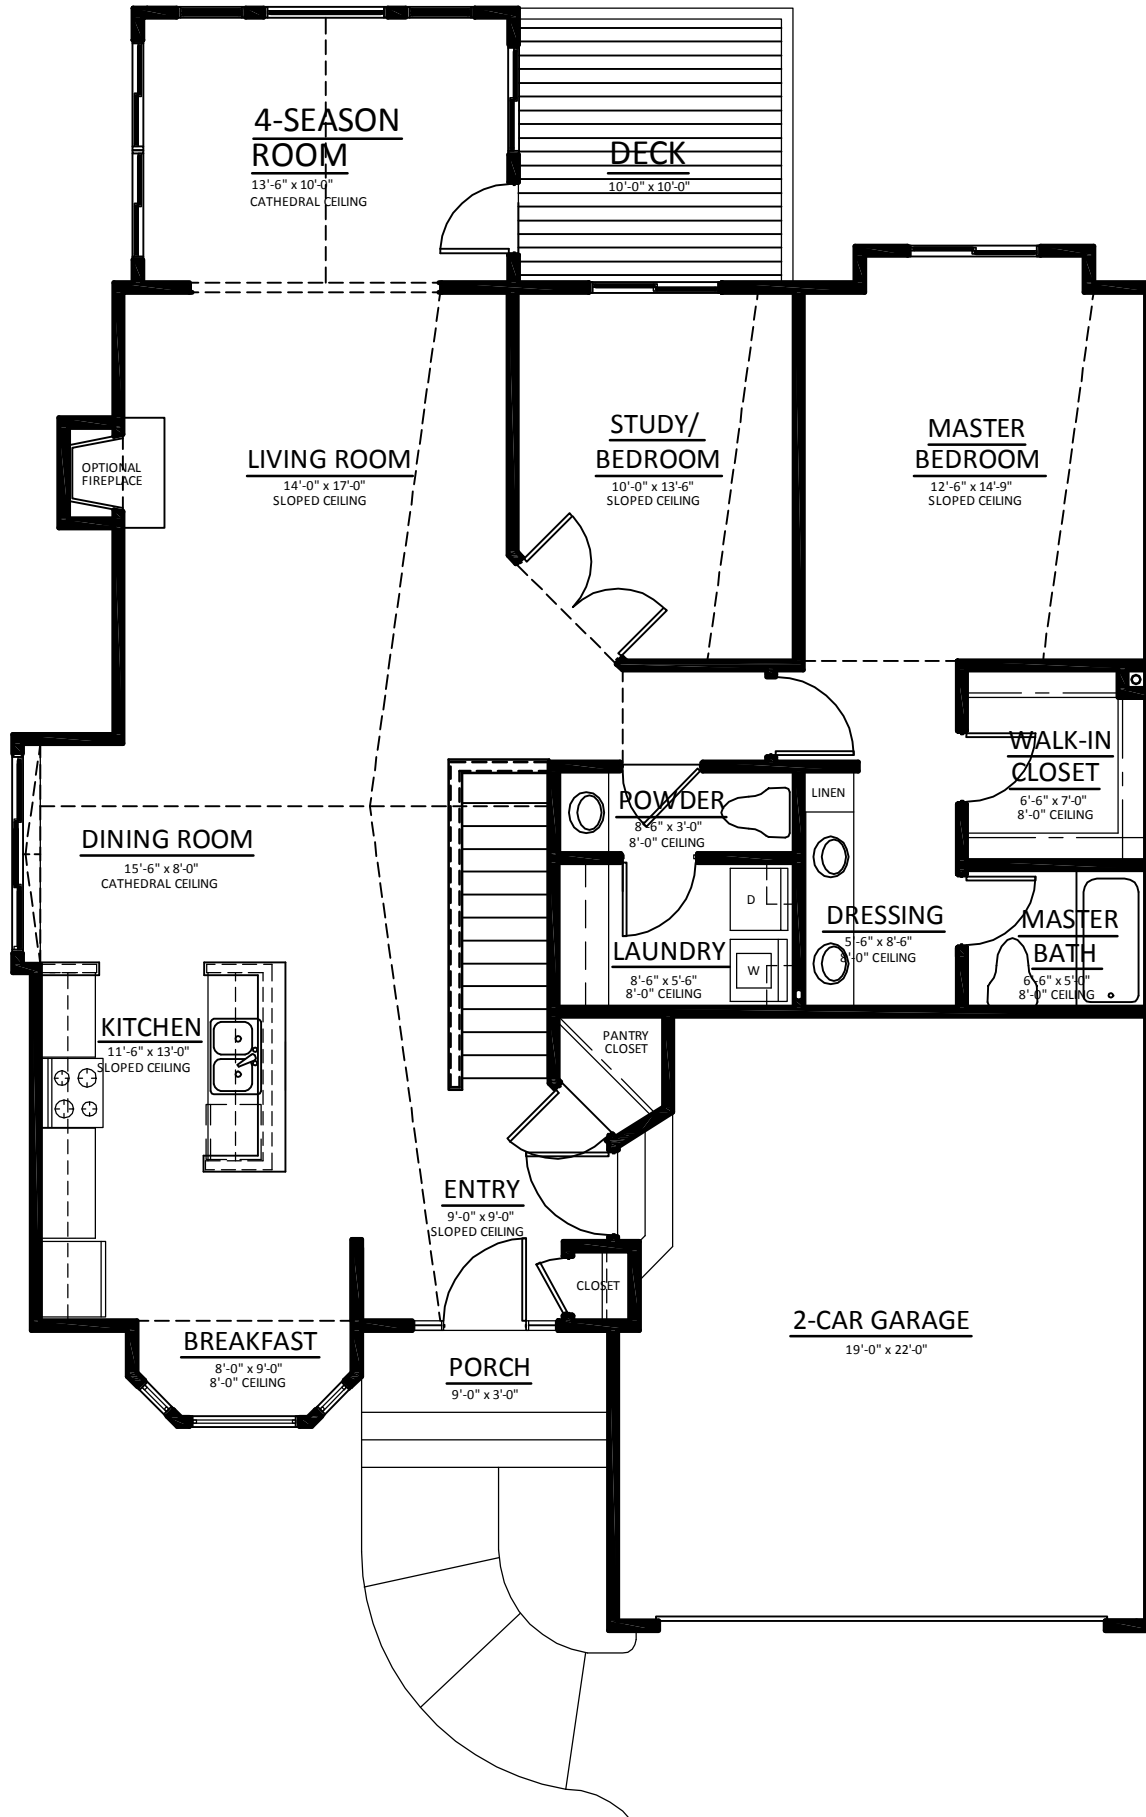 4-SEASON
ROOM
13'-6" x 10'-0"
CATHEDRAL CEILING
DECK
10'-0" x 10'-0"
OPTIONAL
FIREPLACE
LIVING ROOM
14'-0" x 17'-0"
SLOPED CEILING
STUDY/
BEDROOM
10'-0" x 13'-6"
SLOPED CEILING
MASTER
BEDROOM
12'-6" x 14'-9"
SLOPED CEILING
WALK-IN
CLOSET
6'-6" x 7'-0"
8'-0" CEILING
POWDER
8'-6" x 3'-0"
8'-0" CEILING
LINEN
DINING ROOM
15'-6" x 8'-0"
CATHEDRAL CEILING
D
W
LAUNDRY
8'-6" x 5'-6"
8'-0" CEILING
DRESSING
5'-6" x 8'-6"
8'-0" CEILING
MASTER
BATH
6'-6" x 5'-0"
8'-0" CEILING
KITCHEN
11'-6" x 13'-0"
SLOPED CEILING
PANTRY
CLOSET
ENTRY
9'-0" x 9'-0"
SLOPED CEILING
CLOSET
2-CAR GARAGE
19'-0" x 22'-0"
BREAKFAST
8'-0" x 9'-0"
8'-0" CEILING
PORCH
9'-0" x 3'-0"